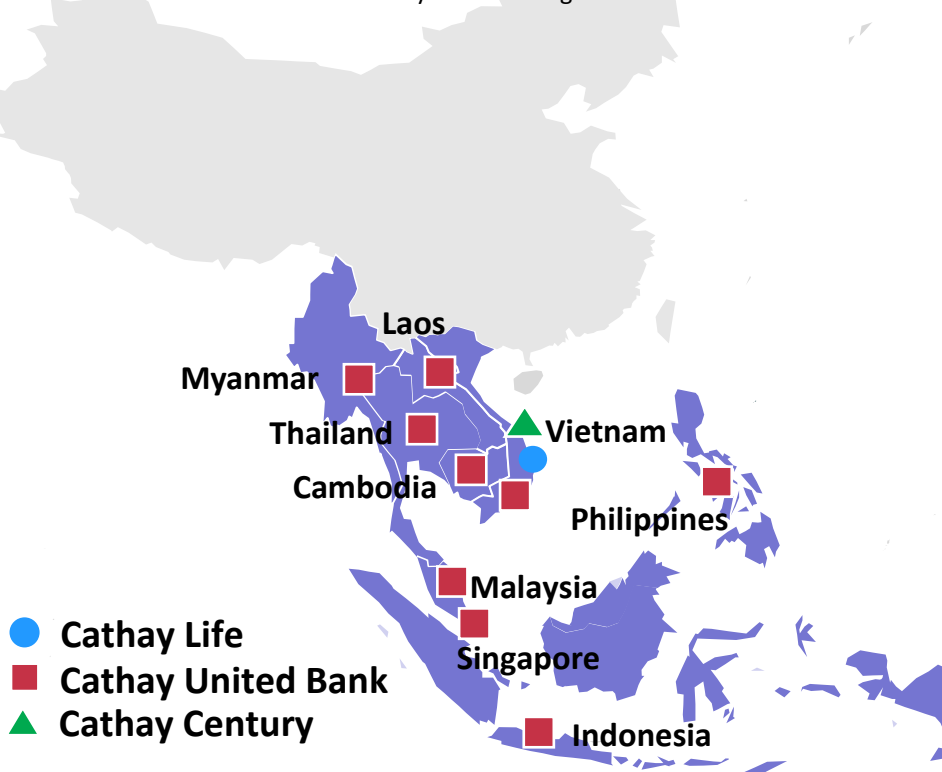 Laos
Myanmar
Thailand
Vietnam
Cambodia
Philippines
Malaysia
Singapore
Indonesia
Cathay Life
Cathay United Bank
Cathay Century